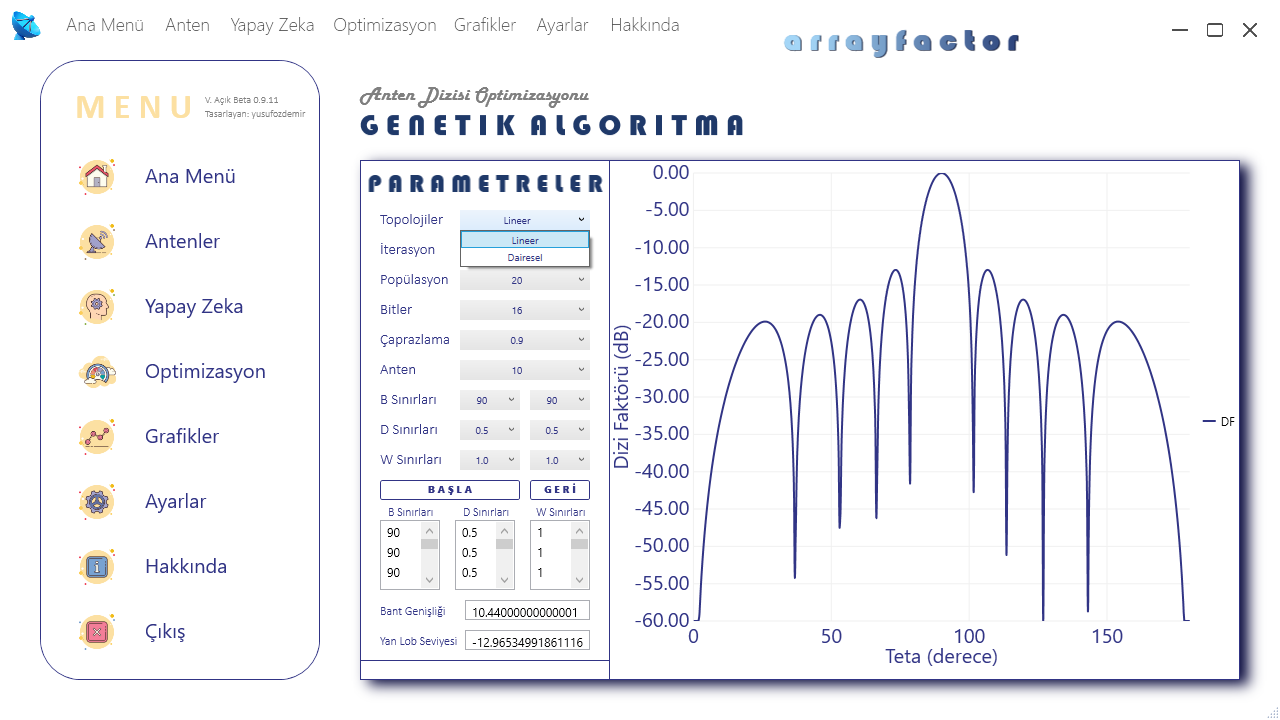 Ana Menü Anten Yapay Zeka Optimizasyon Grafikler Ayarlar Hakkında
arrayfactor
MENU
V. Açık Beta 0.9.11
Tasarlayan: yusufozdemir
Ana Menü
Antenler
Yapay Zeka
Optimizasyon
Grafikler
Ayarlar
Hakkında
Çıkış
Anten Dizisi Optimizasyonu
GENETIK ALGORITMA
PARAMETRELER
Topolojiler Lineer
Lineer
İterasyon
Dairesel
Popülasyon 20
Bitler 16
Çaprazlama 0.9
Anten 10
B Sınırları 90 90
D Sınırları 0.5 0.5
W Sınırları 1.0 1.0
BAŞLA GERİ
B Sınırları D Sınırları W Sınırları
90 0.5 1
90 0.5 1
90 0.5 1
Bant Genişliği 10.44000000000001
Yan Lob Seviyesi -12.96534991861116
0.00
-5.00
-10.00
-15.00
-20.00
-25.00
-30.00
-35.00
-40.00
-45.00
-50.00
-55.00
-60.00
Dizi Faktörü (dB)
0 50 100 150
Teta (derece)
DF